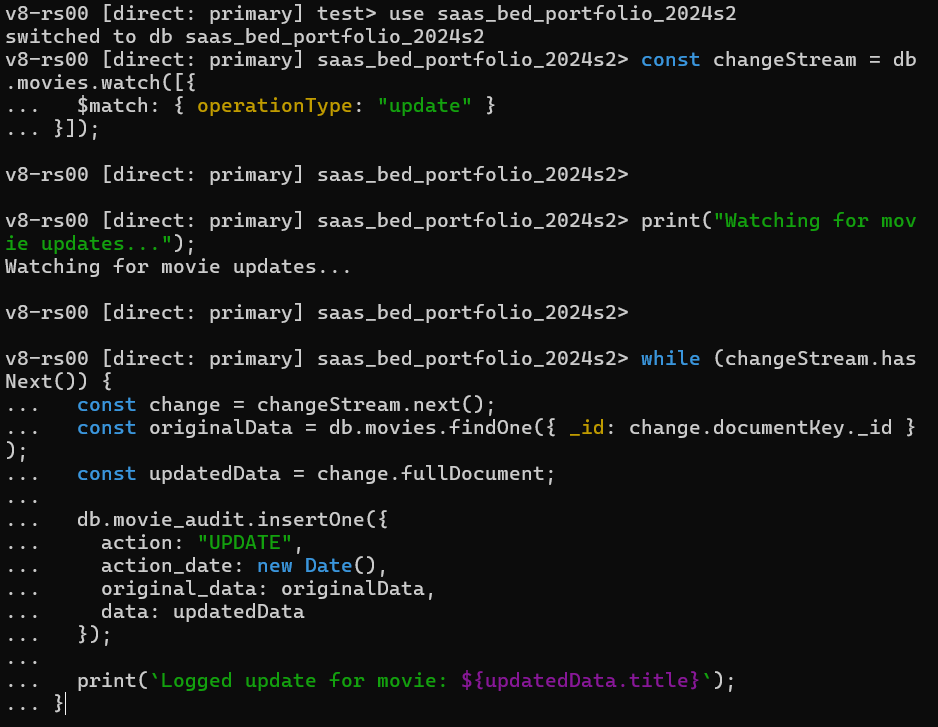 v8-rs00 [direct: primary] test> use saas_bed_portfolio_2024s2
switched to db saas_bed_portfolio_2024s2
v8-rs00 [direct: primary] saas_bed_portfolio_2024s2> const changeStream = db
.movies.watch([{
...   $match: { operationType: "update" }
... }]);
v8-rs00 [direct: primary] saas_bed_portfolio_2024s2>
v8-rs00 [direct: primary] saas_bed_portfolio_2024s2> print("Watching for mov
ie updates...");
Watching for movie updates...
v8-rs00 [direct: primary] saas_bed_portfolio_2024s2>
v8-rs00 [direct: primary] saas_bed_portfolio_2024s2> while (changeStream.has
Next()) {
...   const change = changeStream.next();
...   const originalData = db.movies.findOne({ _id: change.documentKey._id }
);
...   const updatedData = change.fullDocument;
...
...   db.movie_audit.insertOne({
...     action: "UPDATE",
...     action_date: new Date(),
...     original_data: originalData,
...     data: updatedData
...   });
...
...   print(`Logged update for movie: ${updatedData.title}`);
... }